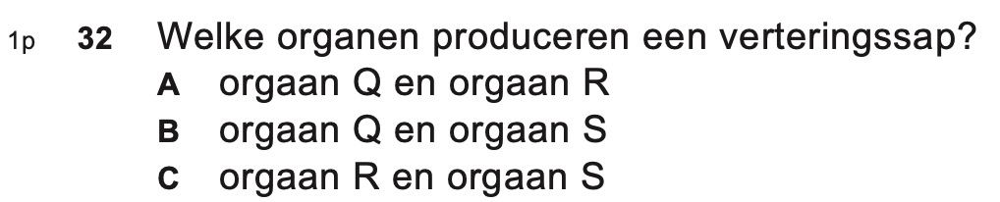 1p 32 Welke organen produceren een verteringssap?
A orgaan Q en orgaan R
B orgaan Q en orgaan S
C orgaan R en orgaan S